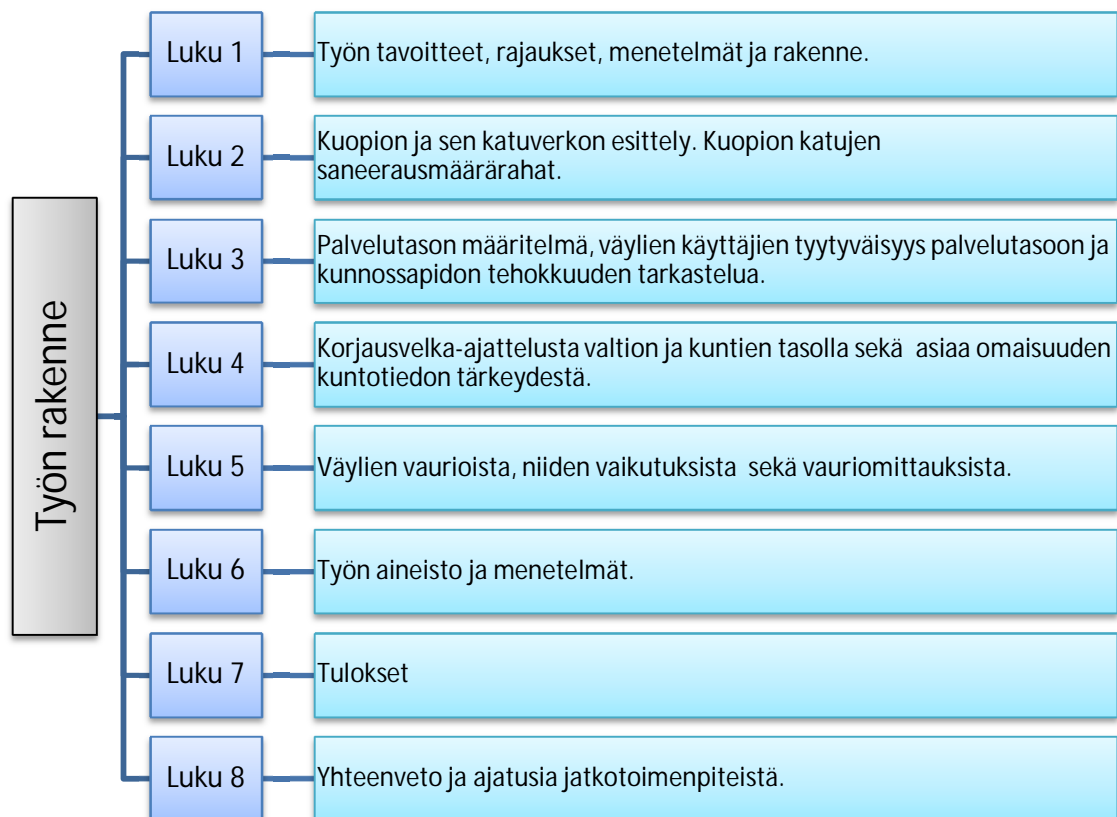 Työn rakenne
Luku 1
Työn tavoitteet, rajaukset, menetelmät ja rakenne.
Luku 2
Kuopion ja sen katuverkon esittely. Kuopion katujen
saneerausmäärärahat.
Luku 3
Palvelutason määritelmä, väylien käyttäjien tyytyväisyys palvelutasoon ja
kunnossapidon tehokkuuden tarkastelua.
Luku 4
Korjausvelka-ajattelusta valtion ja kuntien tasolla sekä asiaa omaisuuden
kuntotiedon tärkeydestä.
Luku 5
Väylien vaurioista, niiden vaikutuksista sekä vauriomittauksista.
Luku 6
Työn aineisto ja menetelmät.
Luku 7
Tulokset
Luku 8
Yhteenveto ja ajatusia jatkotoimenpiteistä.